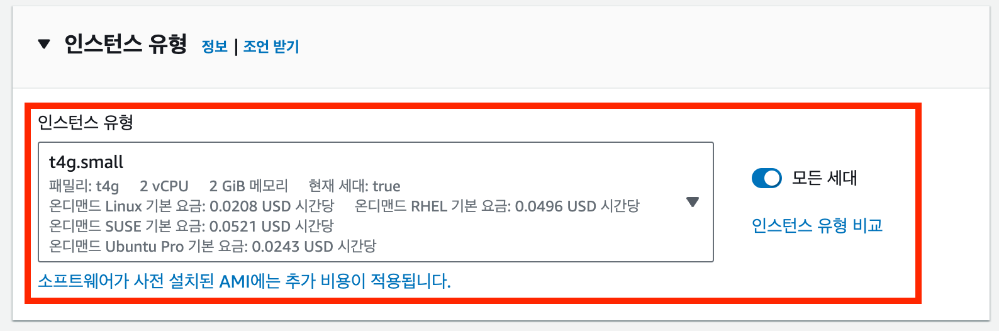 인스턴스 유형 정보 | 조언 받기
인스턴스 유형
t4g.small
패밀리: t4g 2 vCPU 2 GiB 메모리 현재 세대: true
온디맨드 Linux 기본 요금: 0.0208 USD 시간당 온디맨드 RHEL 기본 요금: 0.0496 USD 시간당
온디맨드 SUSE 기본 요금: 0.0521 USD 시간당
온디맨드 Ubuntu Pro 기본 요금: 0.0243 USD 시간당
모든 세대
인스턴스 유형 비교
소프트웨어가 사전 설치된 AMI에는 추가 비용이 적용됩니다.